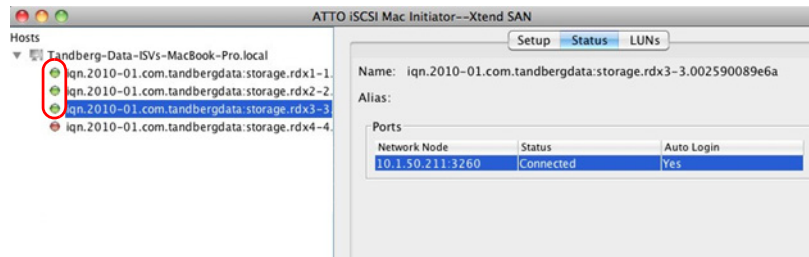 ATTO iSCSI Mac Initiator--Xtend SAN
Hosts
Tandberg-Data-ISVs-MacBook-Pro.local
iqn.2010-01.com.tandbergdata:storage.rdx1-1.
iqn.2010-01.com.tandbergdata:storage.rdx2-2.
iqn.2010-01.com.tandbergdata:storage.rdx3-3.
iqn.2010-01.com.tandbergdata:storage.rdx4-4.
Setup Status LUNs
Name: iqn.2010-01.com.tandbergdata:storage.rdx3-3.002590089e6a
Alias:
Ports
Network Node Status Auto Login
10.1.50.211:3260 Connected Yes